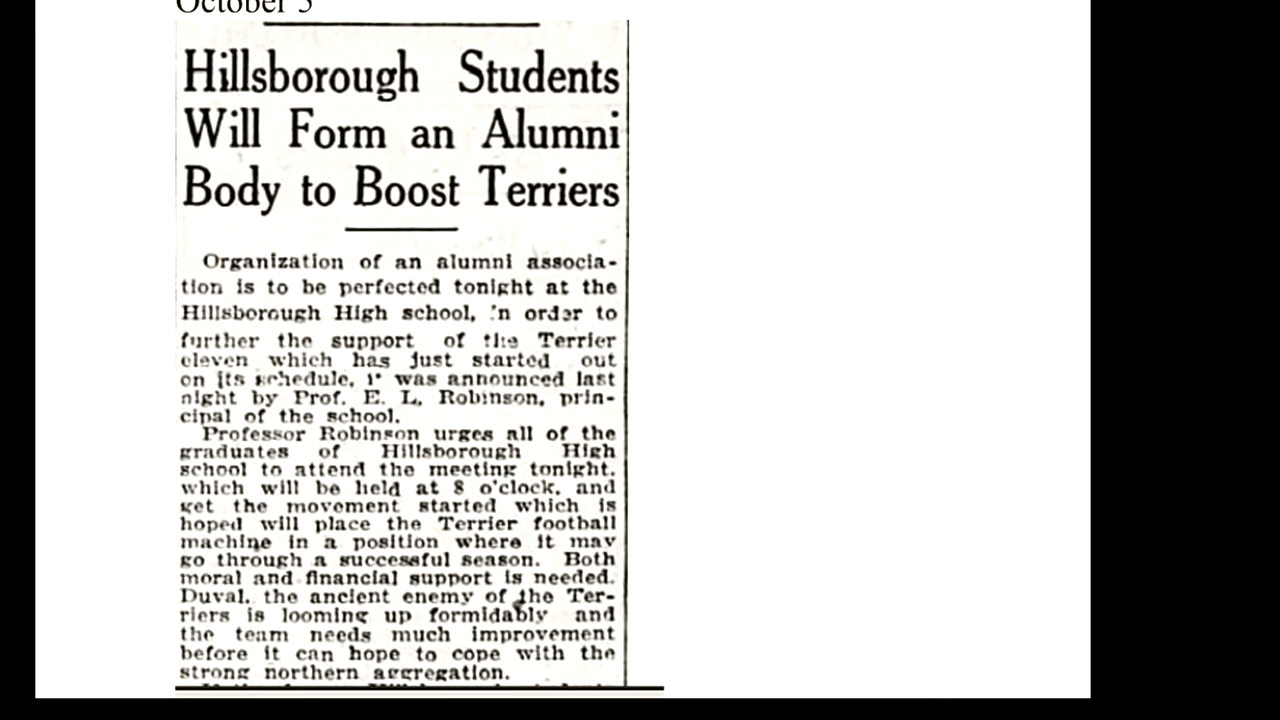 October 5
Hillsborough Students
Will Form an Alumni
Body to Boost Terriers
Organization of an alumni associa-
tion is to be perfected tonight at the
Hillsborough High school, in order to
further the support of the Terrier
eleven which has just started out
on its schedule, it was announced last
night by Prof. E. L. Robinson, prin-
cipal of the school.
Professor Robinson urges all of the
graduates of Hillsborough High
school to attend the meeting tonight,
which will be held at 8 o'clock, and
get the movement started which is
hoped will place the Terrier football
machine in a position where it may
go through a successful season. Both
moral and financial support is needed.
Duval, the ancient enemy of the Ter-
riers is looming up formidably and
the team needs much improvement
before it can hope to cope with the
strong northern aggregation.